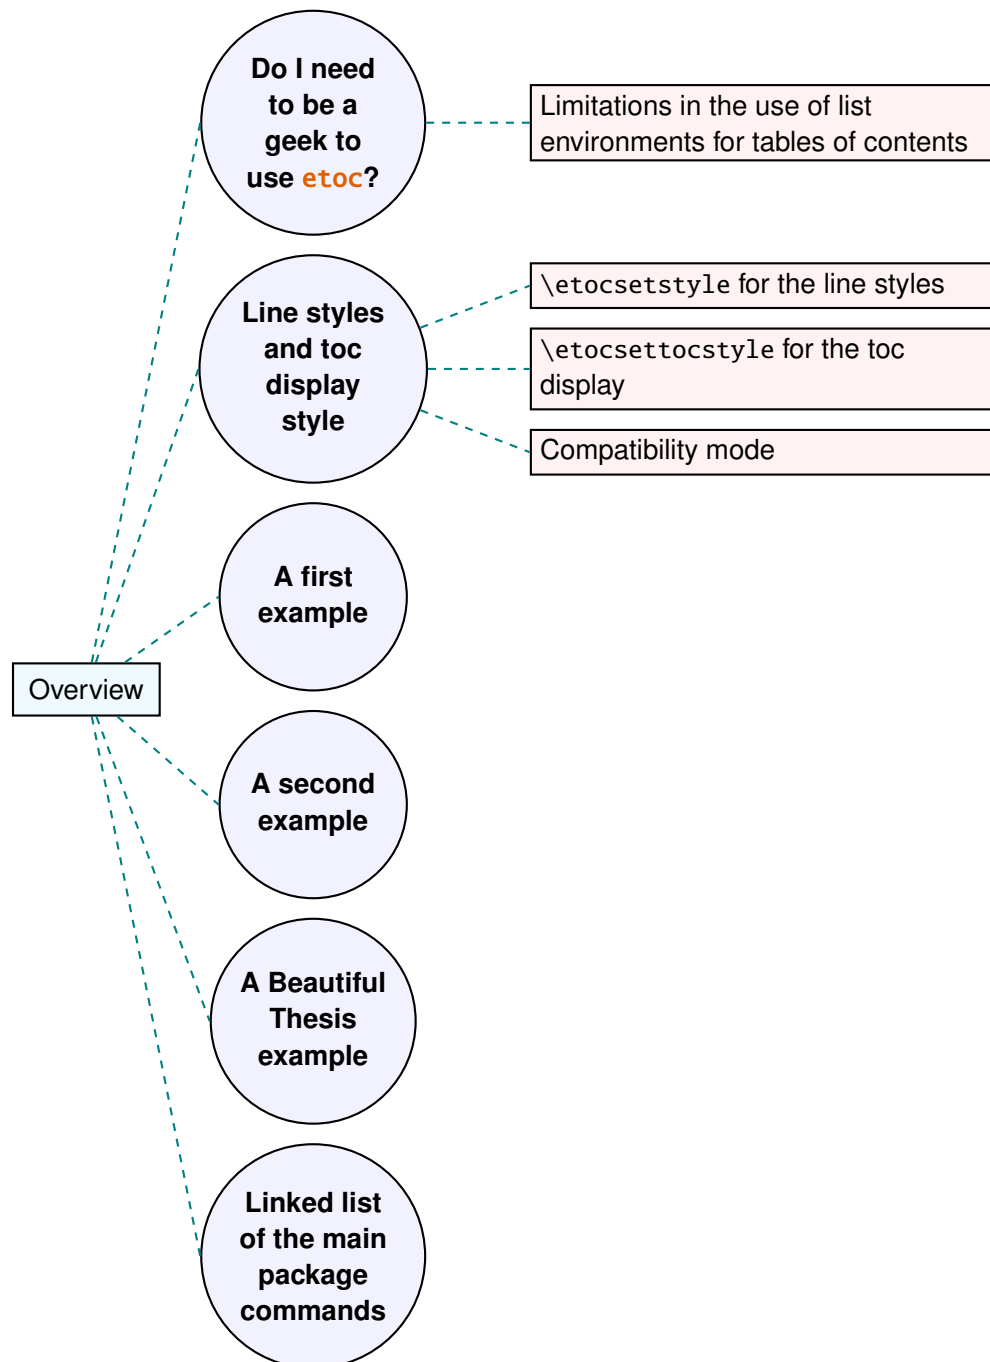 Do I need
to be a
geek to
use etoc?
Limitations in the use of list
environments for tables of contents
Line styles
and toc
display
style
\etocsetstyle for the line styles
\etocsettocstyle for the toc
display
Compatibility mode
A first
example
Overview
A second
example
A Beautiful
Thesis
example
Linked list
of the main
package
commands